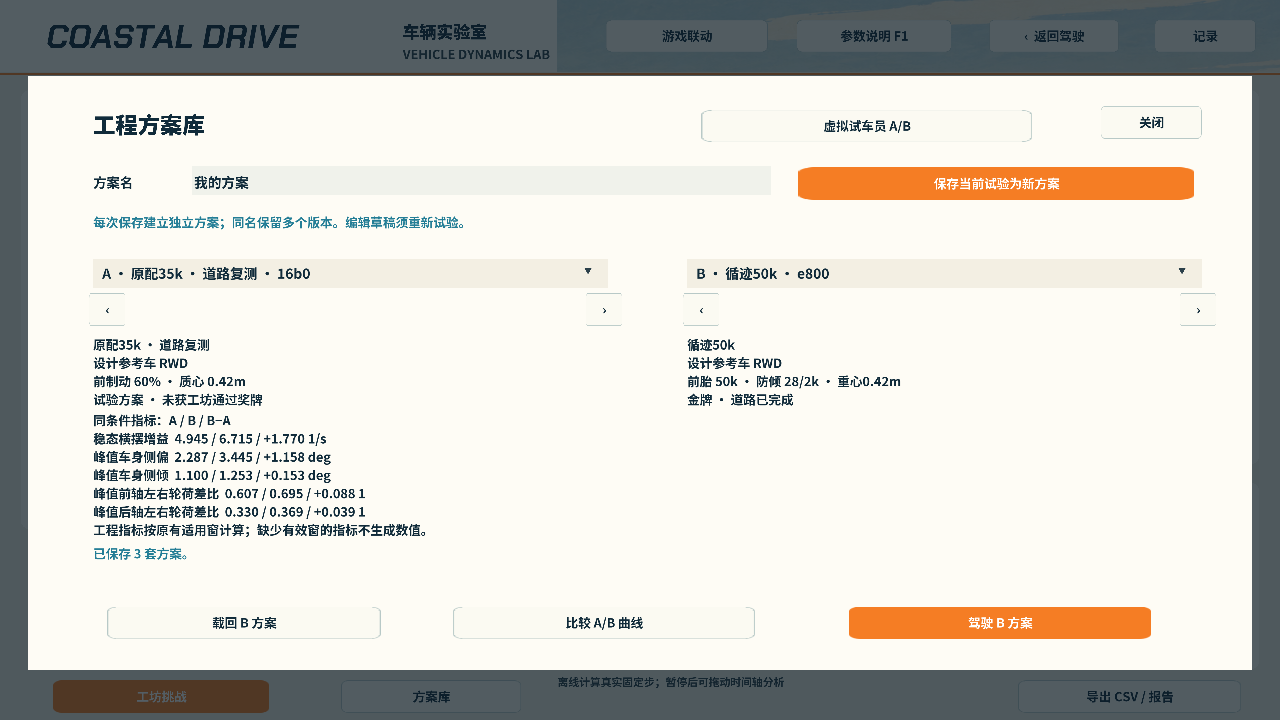 COASTAL DRIVE
车辆实验室
VEHICLE DYNAMICS LAB
游戏联动
参数说明 F1
‹ 返回驾驶
记录
工程方案库
虚拟试车员 A/B
关闭
方案名
我的方案
保存当前试验为新方案
每次保存建立独立方案；同名保留多个版本。编辑草稿须重新试验。
A · 原配35k · 道路复测 · 16b0 ▼
B · 循迹50k · e800 ▼
‹
›
‹
›
原配35k · 道路复测
设计参考车 RWD
前制动 60% · 质心 0.42m
试验方案 · 未获工坊通过奖牌
循迹50k
设计参考车 RWD
前胎 50k · 防倾 28/2k · 重心0.42m
金牌 · 道路已完成
同条件指标：A / B / B−A
稳态横摆增益 4.945 / 6.715 / +1.770 1/s
峰值车身侧偏 2.287 / 3.445 / +1.158 deg
峰值车身侧倾 1.100 / 1.253 / +0.153 deg
峰值前轴左右轮荷差比 0.607 / 0.695 / +0.088 1
峰值后轴左右轮荷差比 0.330 / 0.369 / +0.039 1
工程指标按原有适用窗计算；缺少有效窗的指标不生成数值。
已保存 3 套方案。
载回 B 方案
比较 A/B 曲线
驾驶 B 方案
工坊挑战
方案库
离线计算真实固定步；暂停后可拖动时间轴分析
导出 CSV / 报告